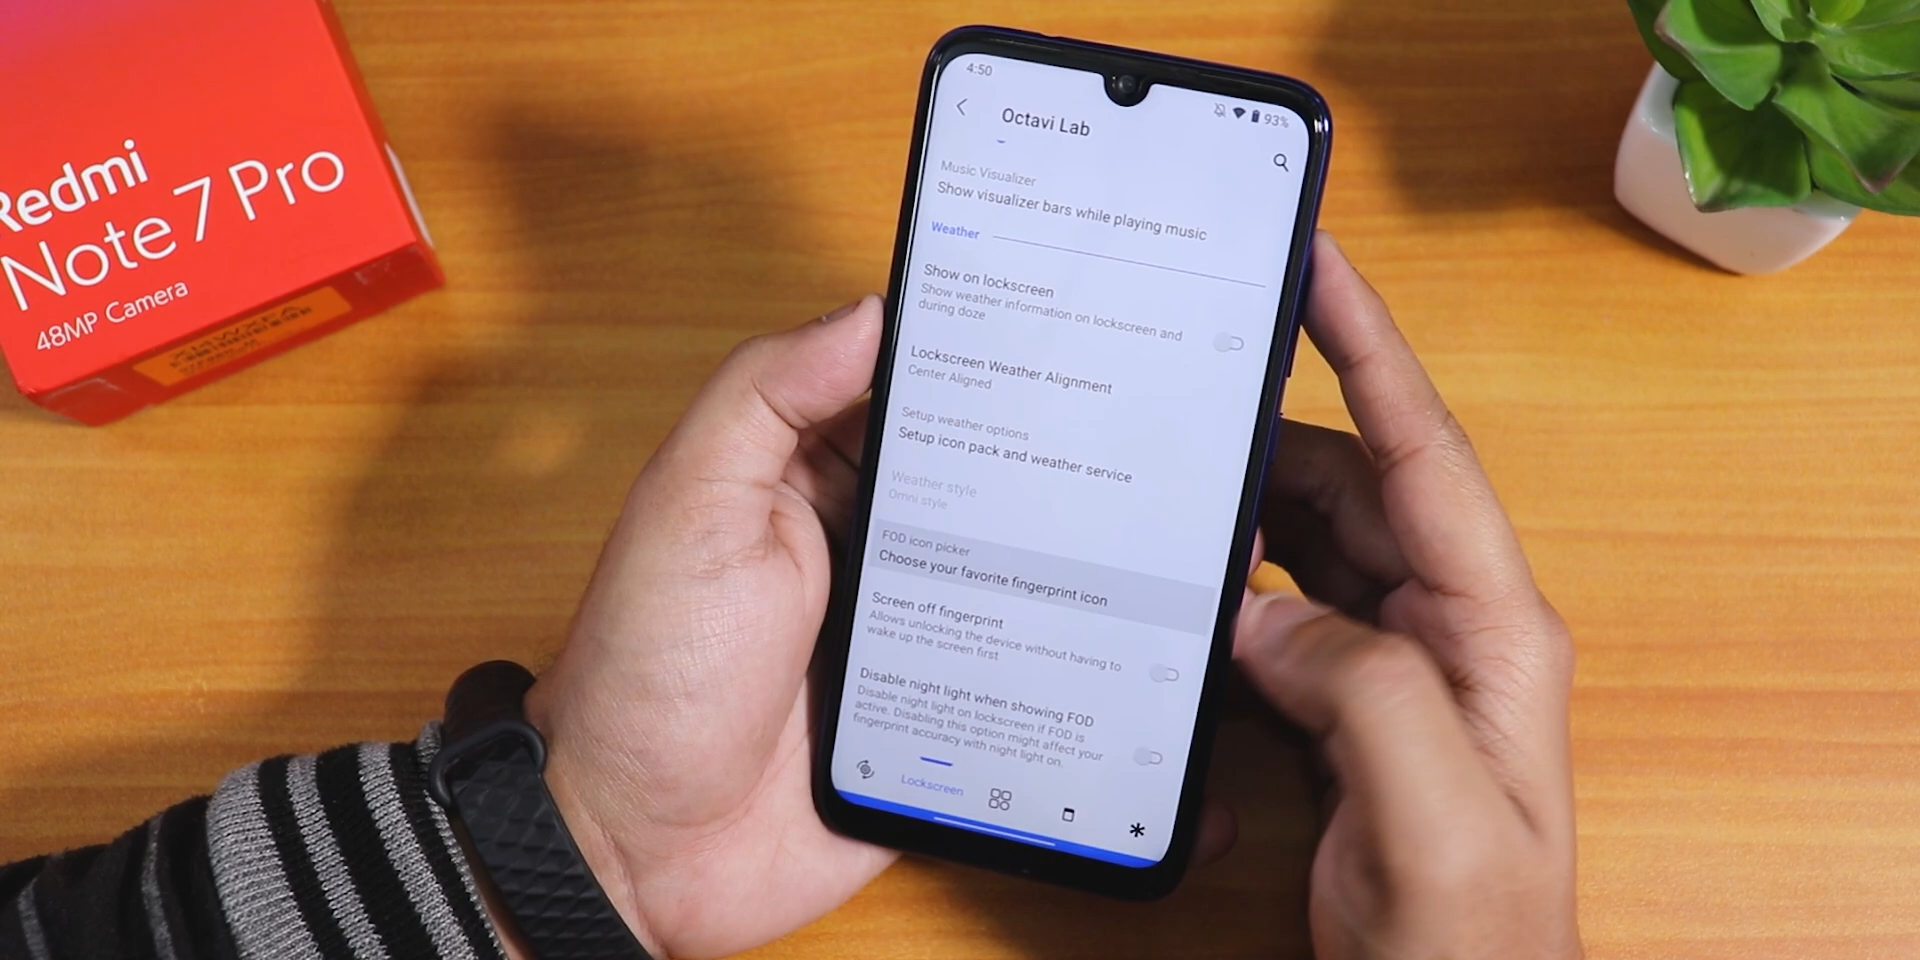 Redmi
Note 7 Pro
48MP Camera
4:50
93%
Octavi Lab
Music Visualizer
Show visualizer bars while playing music
Weather
Show on lockscreen
Show weather information on lockscreen and
during doze
Lockscreen Weather Alignment
Center Aligned
Setup weather options
Setup icon pack and weather service
Weather style
Omni style
FOD icon picker
Choose your favorite fingerprint icon
Screen off fingerprint
Allows unlocking the device without having to
wake up the screen first
Disable night light when showing FOD
Disable night light on lockscreen if FOD is
active. Disabling this option might affect your
fingerprint accuracy with night light on.
Lockscreen